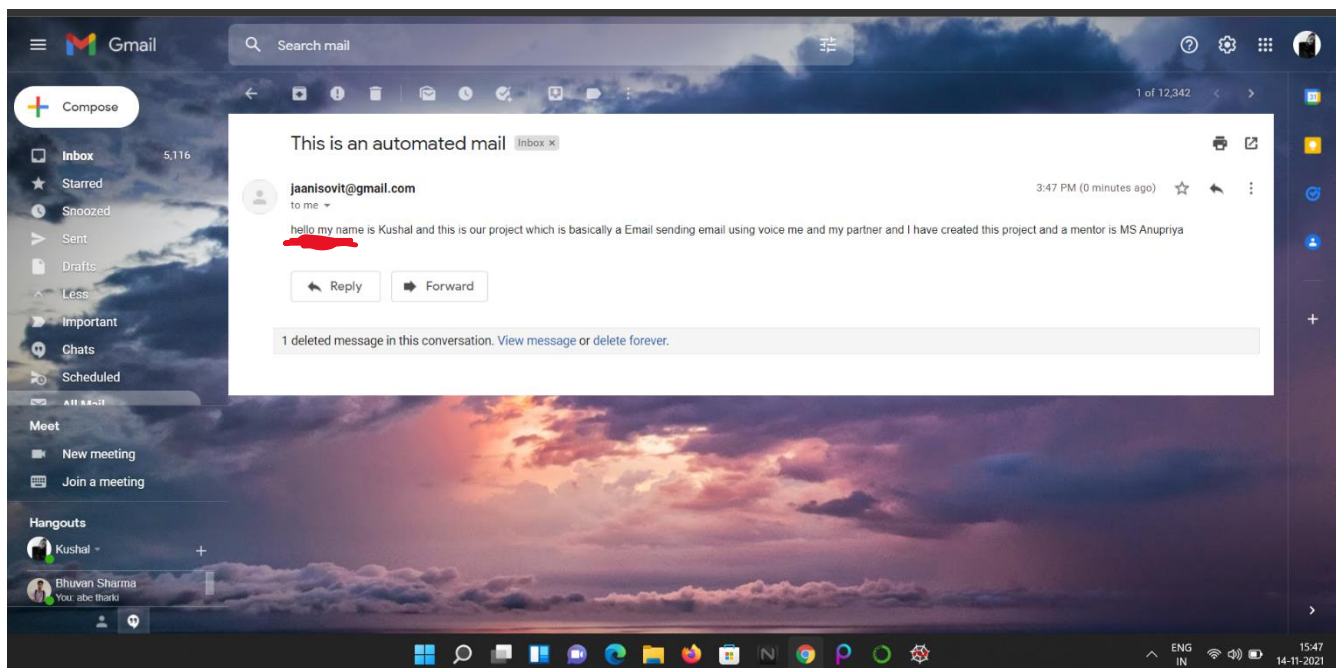 Gmail
Search mail
Compose
1 of 12,342
This is an automated mail Inbox ×
Inbox 5,116
jaanisovit@gmail.com 3:47 PM (0 minutes ago)
to me
Starred
Snoozed
hello my name is Kushal and this is our project which is basically a Email sending email using voice me and my partner and I have created this project and a mentor is MS Anupriya
Sent
Drafts
Less
Reply Forward
Important
1 deleted message in this conversation. View message or delete forever.
Chats
Scheduled
All Mail
Meet
New meeting
Join a meeting
Hangouts
Kushal
Bhuvan Sharma
You: abe tharki
ENG
IN
15:47
14-11-2021